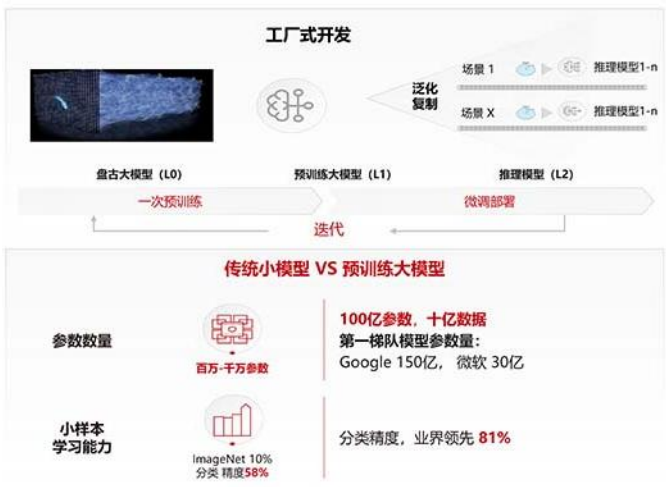 工厂式开发
场景 1
推理模型1-n
泛化
复制
场景 X
推理模型1-n
盘古大模型（L0）
预训练大模型（L1）
推理模型（L2）
一次预训练
微调部署
迭代
传统小模型 VS 预训练大模型
参数数量
百万-千万参数
100亿参数，十亿数据
第一梯队模型参数量：
Google 150亿， 微软 30亿
小样本
学习能力
ImageNet 10%
分类 精度58%
分类精度，业界领先 81%